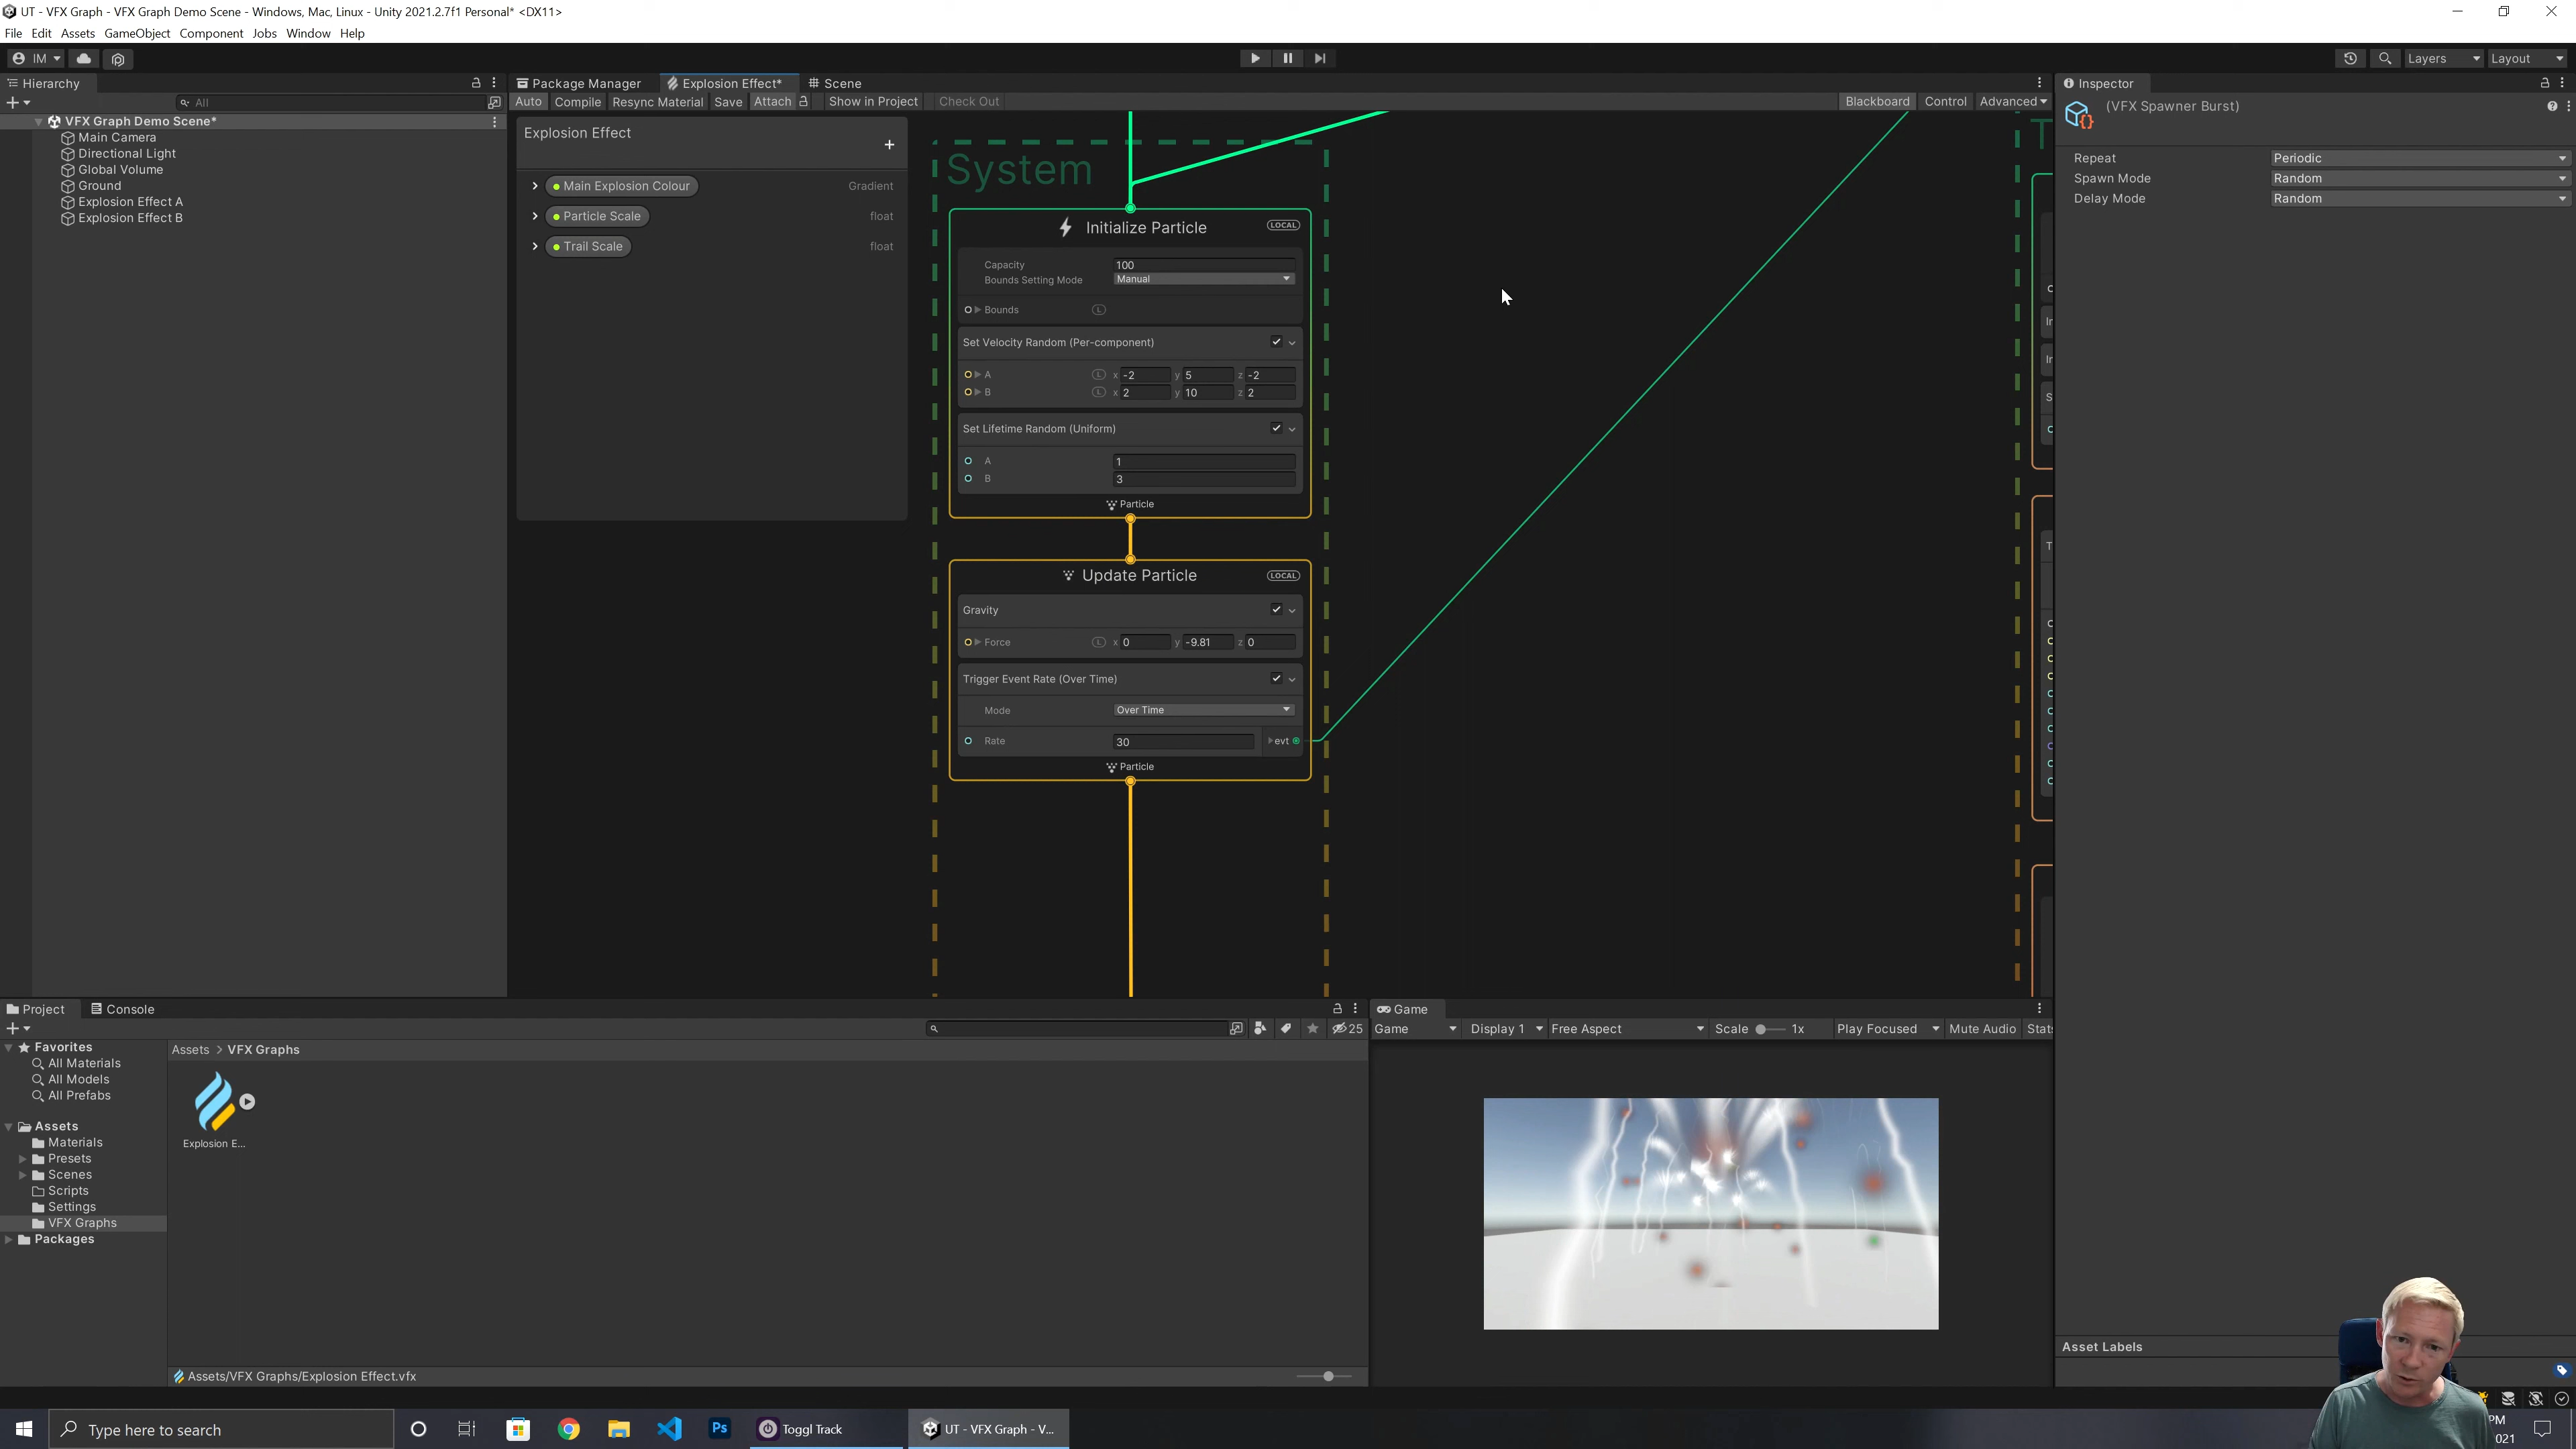 UT - VFX Graph - VFX Graph Demo Scene - Windows, Mac, Linux - Unity 2021.2.7f1 Personal* <DX11>
File Edit Assets GameObject Component Jobs Window Help
IM Layers Layout
Hierarchy
All
VFX Graph Demo Scene*
Main Camera
Directional Light
Global Volume
Ground
Explosion Effect A
Explosion Effect B
Package Manager Explosion Effect* Scene
Auto Compile Resync Material Save Attach Show in Project Check Out Blackboard Control Advanced
Explosion Effect
+
Main Explosion Colour Gradient
Particle Scale float
Trail Scale float
System
Initialize Particle LOCAL
Capacity 100
Bounds Setting Mode Manual
Bounds L
Set Velocity Random (Per-component)
A L x -2 y 5 z -2
B L x 2 y 10 z 2
Set Lifetime Random (Uniform)
A 1
B 3
Particle
Update Particle LOCAL
Gravity
Force L x 0 y -9.81 z 0
Trigger Event Rate (Over Time)
Mode Over Time
Rate 30 evt
Particle
Inspector
(VFX Spawner Burst)
Repeat Periodic
Spawn Mode Random
Delay Mode Random
Asset Labels
Project Console
25
Favorites
All Materials
All Models
All Prefabs
Assets
Materials
Presets
Scenes
Scripts
Settings
VFX Graphs
Packages
Assets > VFX Graphs
Explosion E...
Assets/VFX Graphs/Explosion Effect.vfx
Game
Game Display 1 Free Aspect Scale 1x Play Focused Mute Audio Stats
Type here to search
Ps
Toggl Track
UT - VFX Graph - V...
PM
021